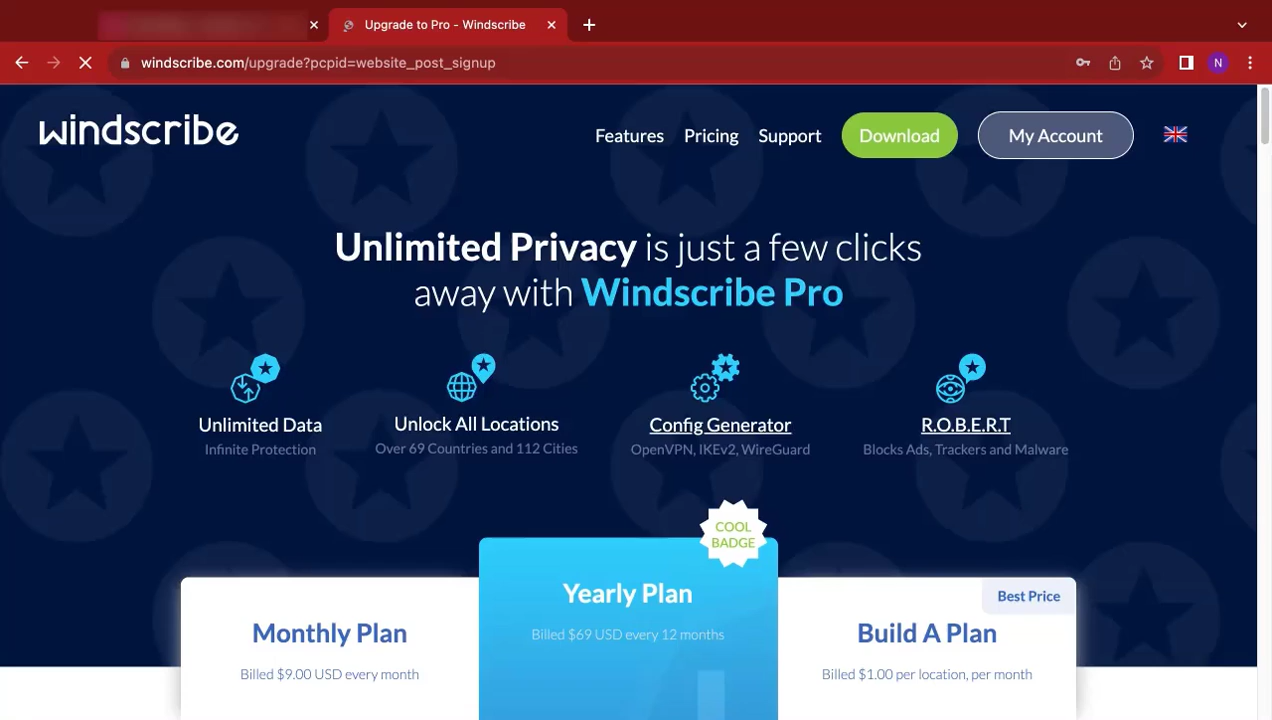 Upgrade to Pro - Windscribe
windscribe.com/upgrade?pcpid=website_post_signup
N
windscribe
Features
Pricing
Support
Download
My Account
Unlimited Privacy is just a few clicks
away with Windscribe Pro
Unlimited Data
Infinite Protection
Unlock All Locations
Over 69 Countries and 112 Cities
Config Generator
OpenVPN, IKEv2, WireGuard
R.O.B.E.R.T
Blocks Ads, Trackers and Malware
Monthly Plan
Billed $9.00 USD every month
COOL
BADGE
Yearly Plan
Billed $69 USD every 12 months
Best Price
Build A Plan
Billed $1.00 per location, per month